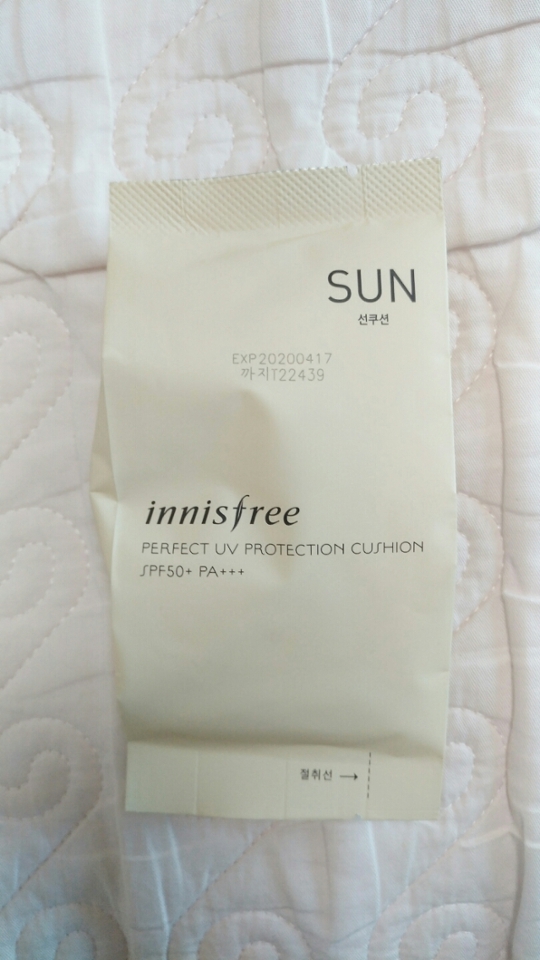 SUN
선쿠션
EXP20200417
까지T22439
innisfree
PERFECT UV PROTECTION CUSHION
SPF50+ PA+++
절취선 →